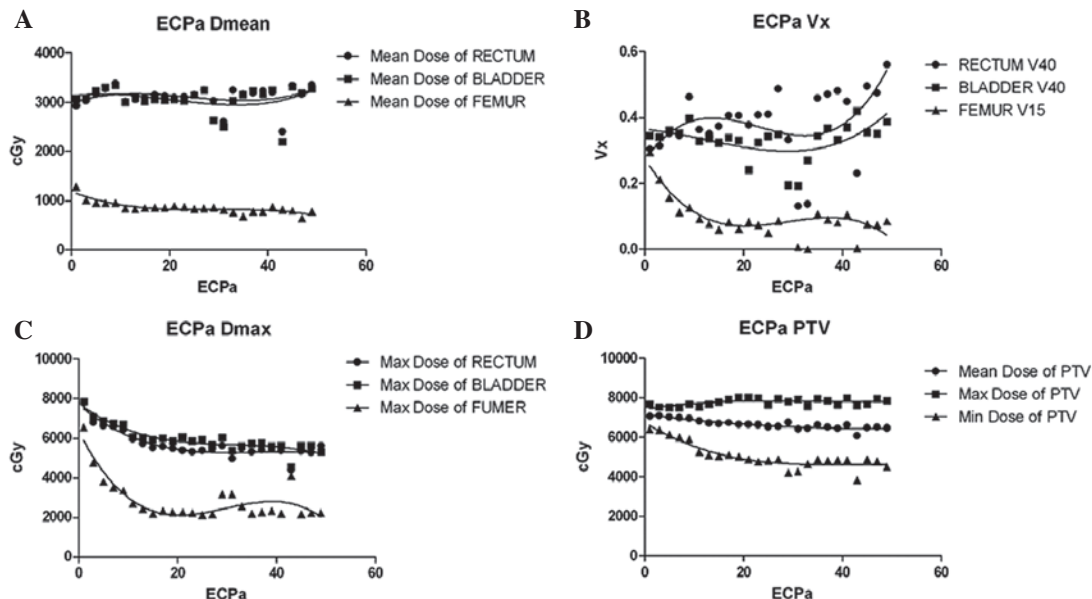 A
ECPa Dmean
4000
3000
2000
1000
0
cGy
0 20 40 60
ECPa
Mean Dose of RECTUM
Mean Dose of BLADDER
Mean Dose of FEMUR
B
ECPa Vx
0.6
0.4
0.2
0.0
Vx
0 20 40 60
ECPa
RECTUM V40
BLADDER V40
FEMUR V15
C
ECPa Dmax
10000
8000
6000
4000
2000
0
cGy
0 20 40 60
ECPa
Max Dose of RECTUM
Max Dose of BLADDER
Max Dose of FUMER
D
ECPa PTV
10000
8000
6000
4000
2000
0
cGy
0 20 40 60
ECPa
Mean Dose of PTV
Max Dose of PTV
Min Dose of PTV